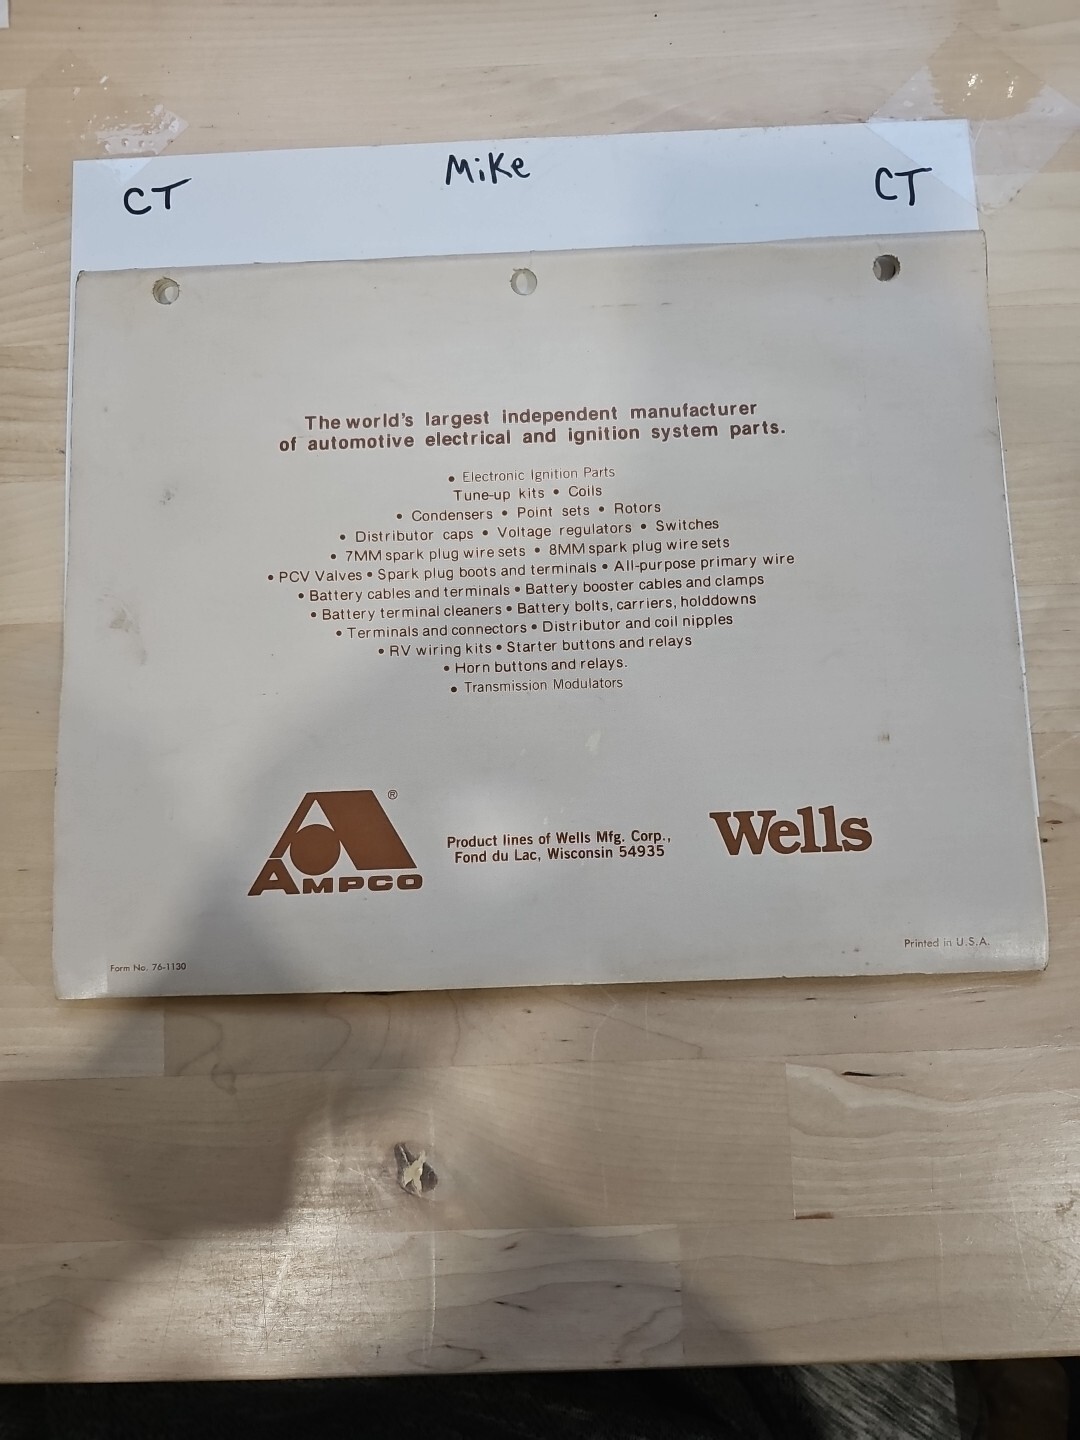 CT Mike CT
The world's largest independent manufacturer
of automotive electrical and ignition system parts.
• Electronic Ignition Parts
Tune-up kits • Coils
• Condensers • Point sets • Rotors
• Distributor caps • Voltage regulators • Switches
• 7MM spark plug wire sets • 8MM spark plug wire sets
• PCV Valves • Spark plug boots and terminals • All-purpose primary wire
• Battery cables and terminals • Battery booster cables and clamps
• Battery terminal cleaners • Battery bolts, carriers, holddowns
• Terminals and connectors • Distributor and coil nipples
• RV wiring kits • Starter buttons and relays
• Horn buttons and relays.
• Transmission Modulators
®
AMPCO
Product lines of Wells Mfg. Corp.,
Fond du Lac, Wisconsin 54935
Wells
Form No. 76-1130
Printed in U.S.A.